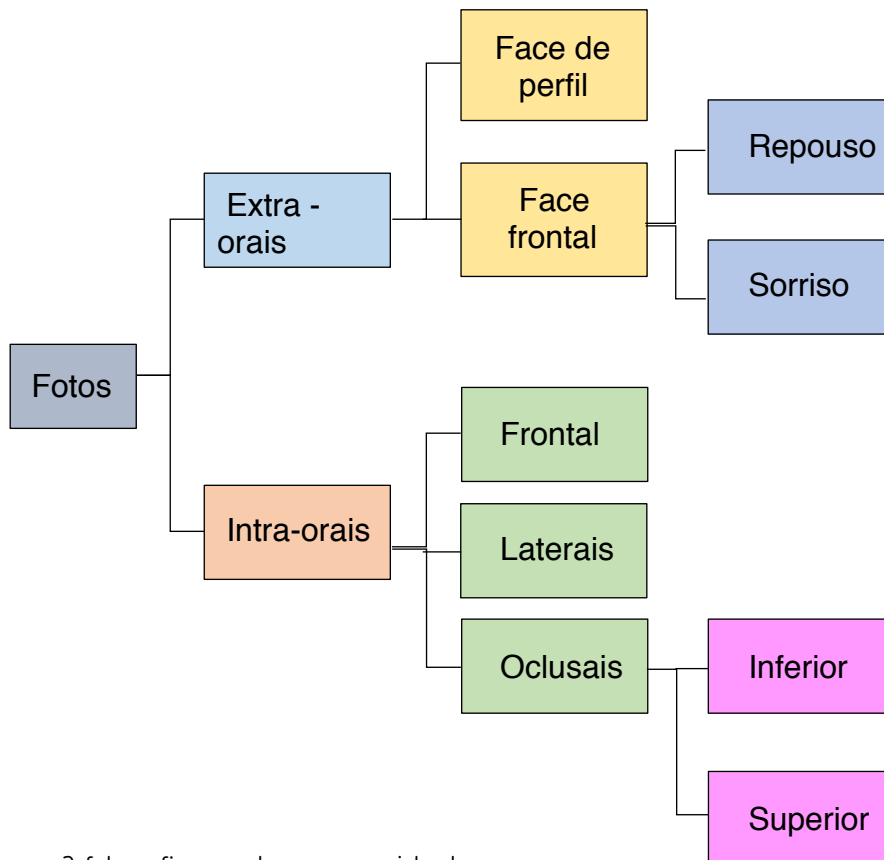 Fotos
Extra -
orais
Face de
perfil
Face
frontal
Repouso
Sorriso
Intra-orais
Frontal
Laterais
Oclusais
Inferior
Superior